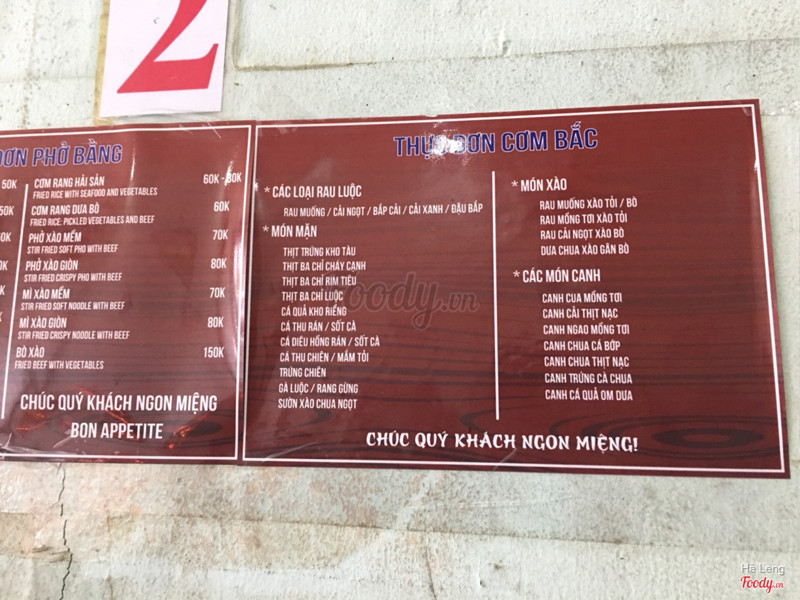 2
ĐƠN PHỞ BẰNG
50K
50K
0K
CƠM RANG HẢI SẢN 60K - 80K
FRIED RICE WITH SEAFOOD AND VEGETABLES
CƠM RANG DƯA BÒ 60K
FRIED RICE: PICKLED VEGETABLES AND BEEF
PHỞ XÀO MỀM 70K
STIR FRIED SOFT PHO WITH BEEF
PHỞ XÀO GIÒN 80K
STIR FRIED CRISPY PHO WITH BEEF
MÌ XÀO MỀM 70K
STIR FRIED SOFT NOODLE WITH BEEF
MÌ XÀO GIÒN 80K
STIR FRIED CRISPY NOODLE WITH BEEF
BÒ XÀO 150K
FRIED BEEF WITH VEGETABLES
CHÚC QUÝ KHÁCH NGON MIỆNG
BON APPETITE
THỰC ĐƠN CƠM BẮC
* CÁC LOẠI RAU LUỘC
RAU MUỐNG / CẢI NGỌT / BẮP CẢI / CẢI XANH / ĐẬU BẮP
* MÓN MẶN
THỊT TRỨNG KHO TÀU
THỊT BA CHỈ CHÁY CẠNH
THỊT BA CHỈ RIM TIÊU
THỊT BA CHỈ LUỘC
CÁ QUẢ KHO RIỀNG
CÁ THU RÁN / SỐT CÀ
CÁ DIÊU HỒNG RÁN / SỐT CÀ
CÁ THU CHIÊN / MẮM TỎI
TRỨNG CHIÊN
GÀ LUỘC / RANG GỪNG
SƯỜN XÀO CHUA NGỌT
* MÓN XÀO
RAU MUỐNG XÀO TỎI / BÒ
RAU MỒNG TƠI XÀO TỎI
RAU CẢI NGỌT XÀO BÒ
DƯA CHUA XÀO GÂN BÒ
* CÁC MÓN CANH
CANH CUA MỒNG TƠI
CANH CẢI THỊT NẠC
CANH NGAO MỒNG TƠI
CANH CHUA CÁ BỚP
CANH CHUA THỊT NẠC
CANH TRỨNG CÀ CHUA
CANH CÁ QUẢ OM DƯA
CHÚC QUÝ KHÁCH NGON MIỆNG!
Foody.vn
Hà Leng
Foody.vn